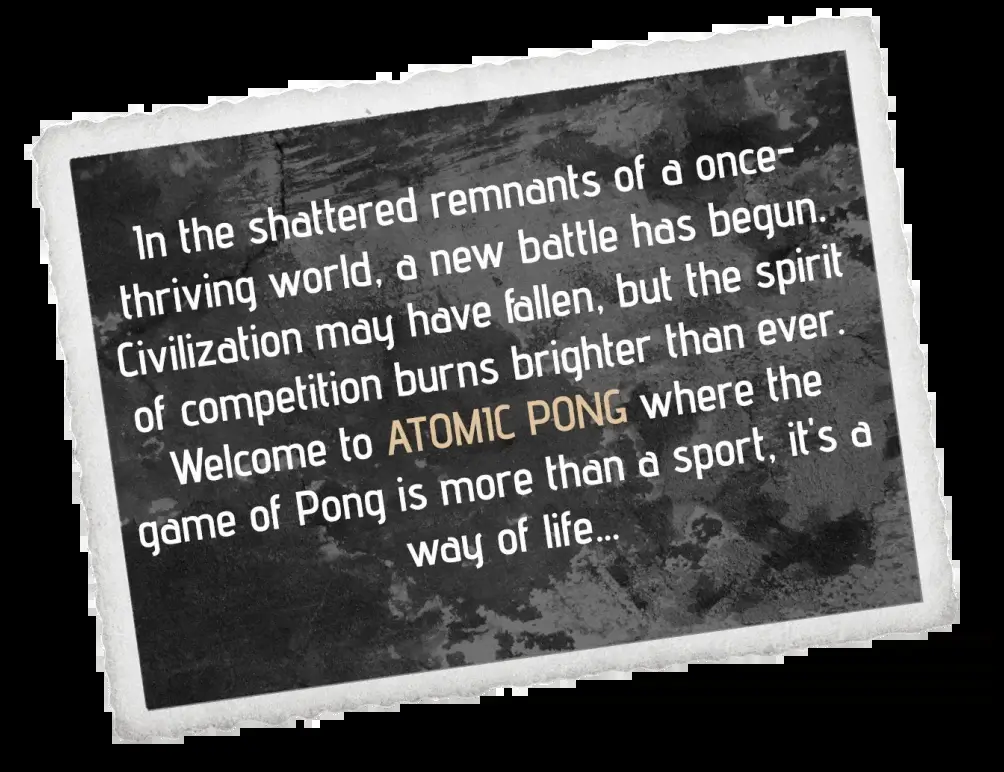 In the shattered remnants of a once-
thriving world, a new battle has begun.
Civilization may have fallen, but the spirit
of competition burns brighter than ever.
Welcome to ATOMIC PONG where the
game of Pong is more than a sport, it's a
way of life...